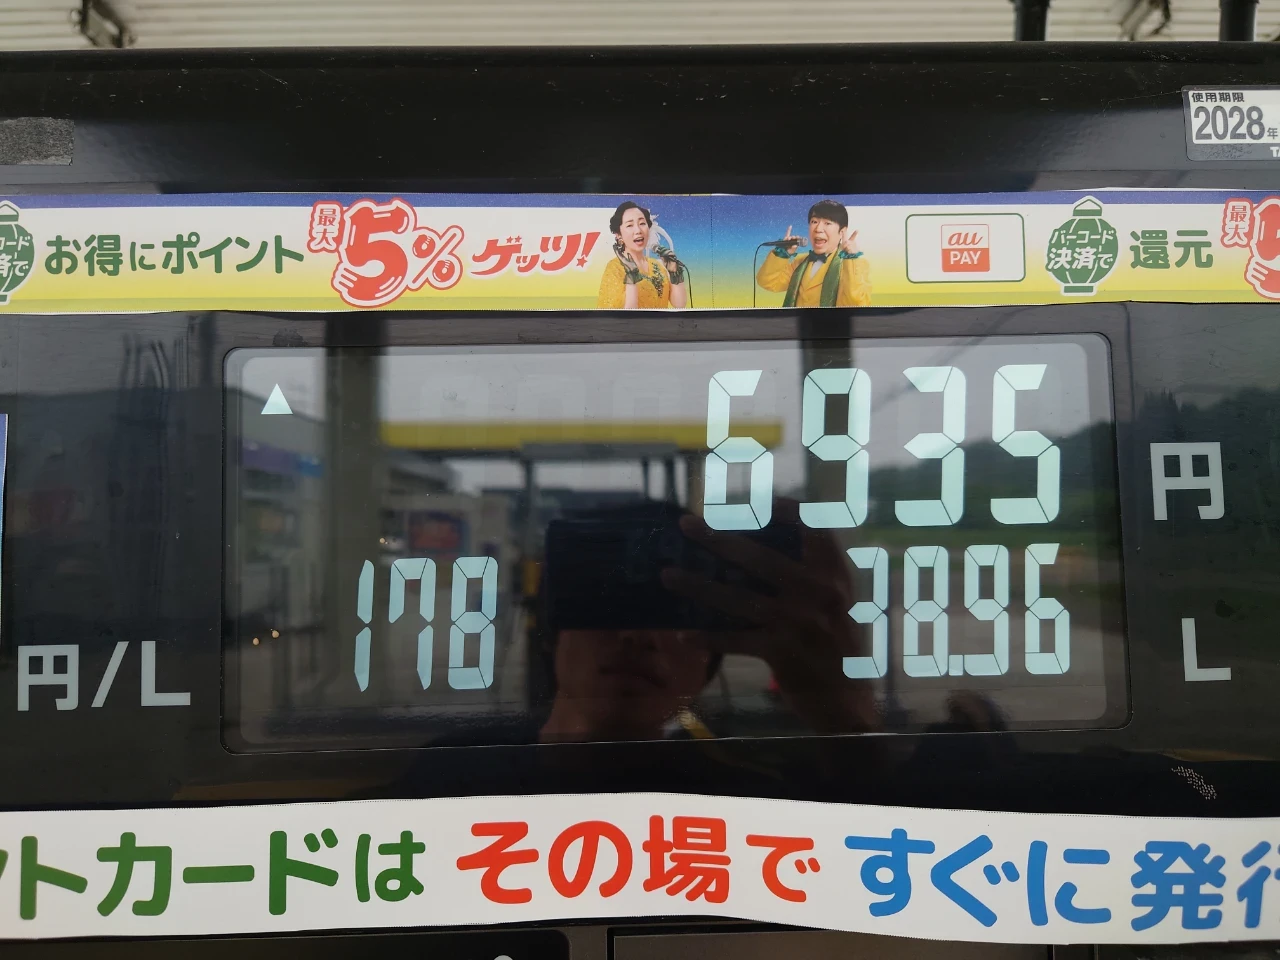 使用期限
2028年
お得にポイント 最大5%ゲッツ!
au PAY
バーコード決済で 還元 最大
6935 円
178 円/L
38.96 L
トカードは その場で すぐに 発行